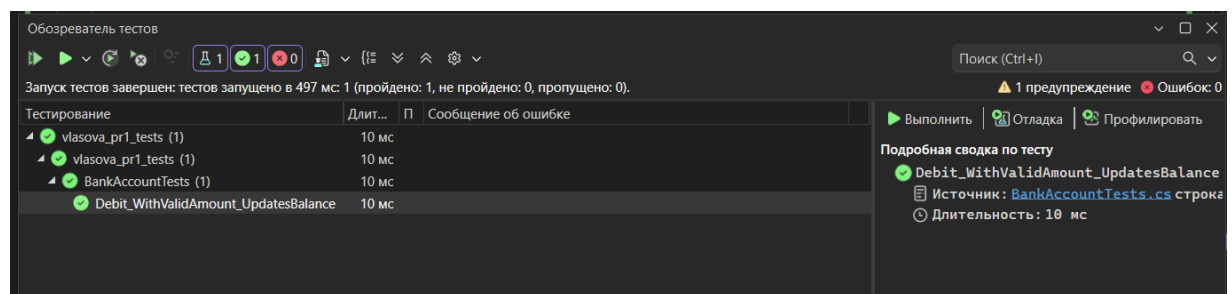 Обозреватель тестов
1 1 0 Поиск (Ctrl+I)
Запуск тестов завершен: тестов запущено в 497 мс: 1 (пройдено: 1, не пройдено: 0, пропущено: 0). 1 предупреждение Ошибок: 0
Тестирование Длит... П Сообщение об ошибке
vlasova_pr1_tests (1) 10 мс
vlasova_pr1_tests (1) 10 мс
BankAccountTests (1) 10 мс
Debit_WithValidAmount_UpdatesBalance 10 мс
Выполнить Отладка Профилировать
Подробная сводка по тесту
Debit_WithValidAmount_UpdatesBalance
Источник: BankAccountTests.cs строка
Длительность: 10 мс